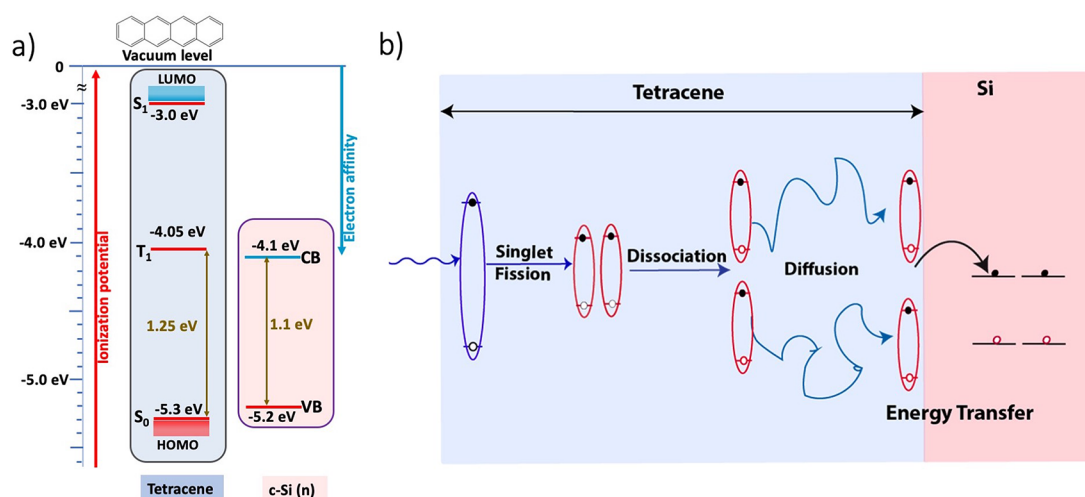 a)
Vacuum level
0
≈
-3.0 eV
-4.0 eV
-5.0 eV
Ionization potential
LUMO
S1
-3.0 eV
-4.05 eV
T1
1.25 eV
-5.3 eV
S0
HOMO
Tetracene
Electron affinity
-4.1 eV
CB
1.1 eV
VB
-5.2 eV
c-Si (n)
b)
Tetracene
Si
Singlet
Fission
Dissociation
Diffusion
Energy Transfer